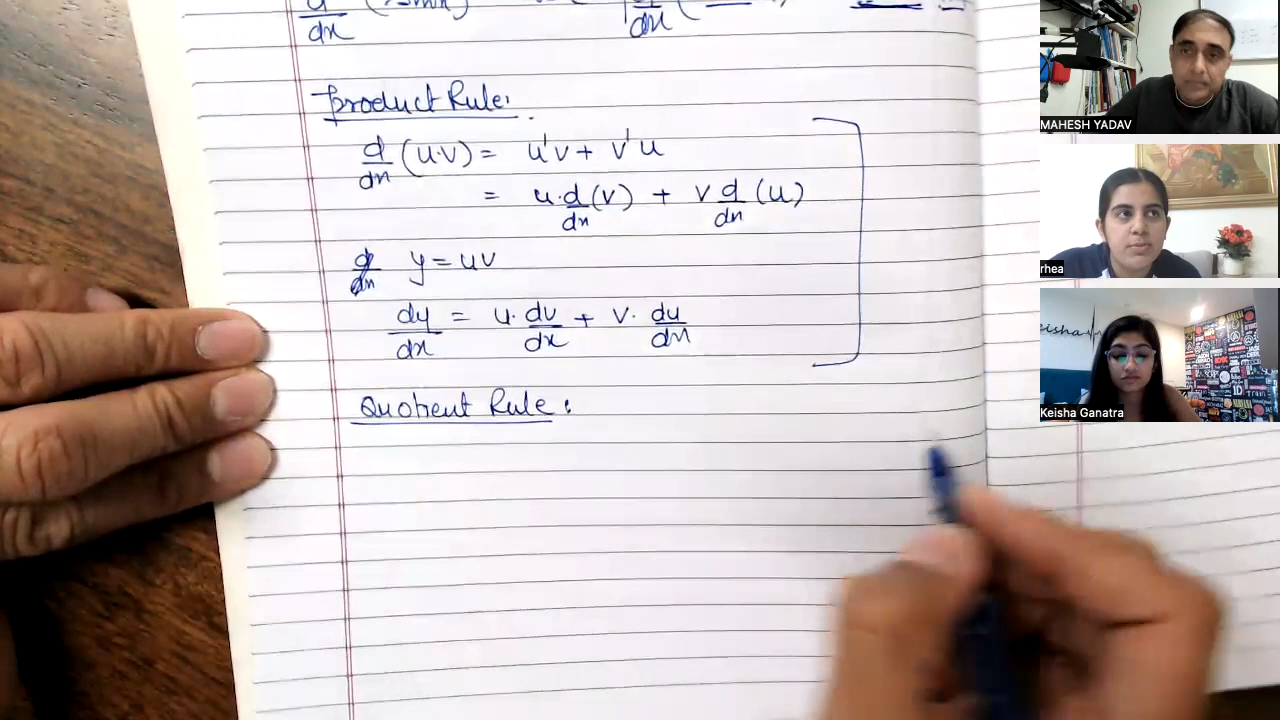 d/dx
d/dx
Product Rule:
d/dx (u·v) = u'v + v'u
= u·d/dx (v) + v d/dx (u)
y = uv
dy/dx = u·dv/dx + v·du/dx
Quotient Rule:
MAHESH YADAV
rhea
Keisha Ganatra